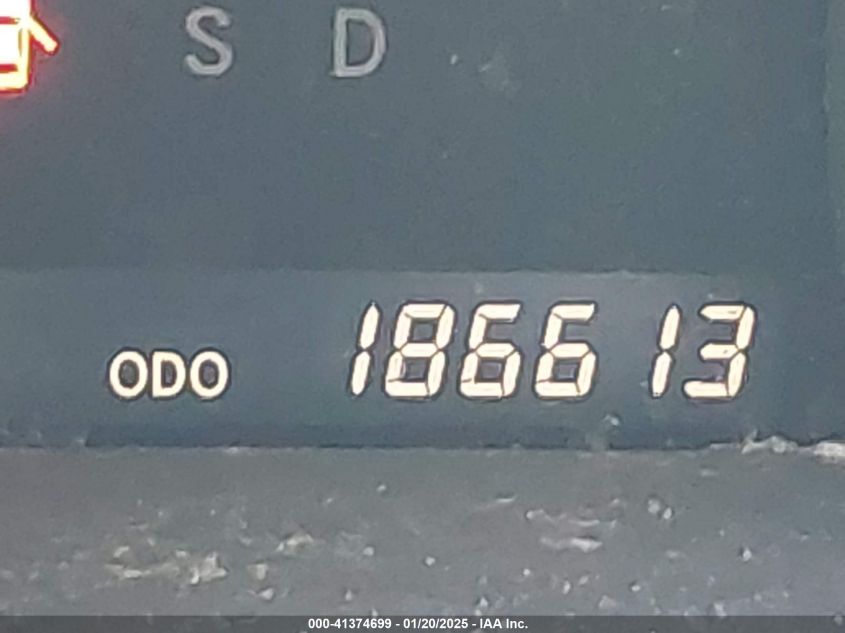 S D
ODO 186613
000-41374699 - 01/20/2025 - IAA Inc.